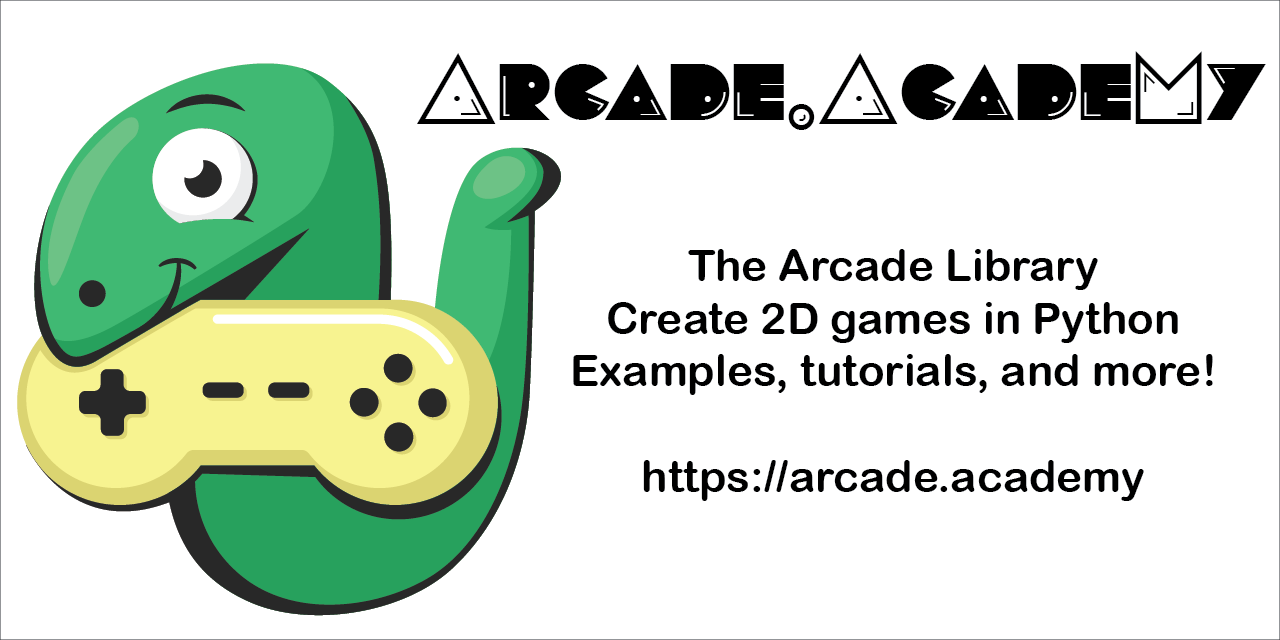 Arcade.Academy
The Arcade Library
Create 2D games in Python
Examples, tutorials, and more!
https://arcade.academy